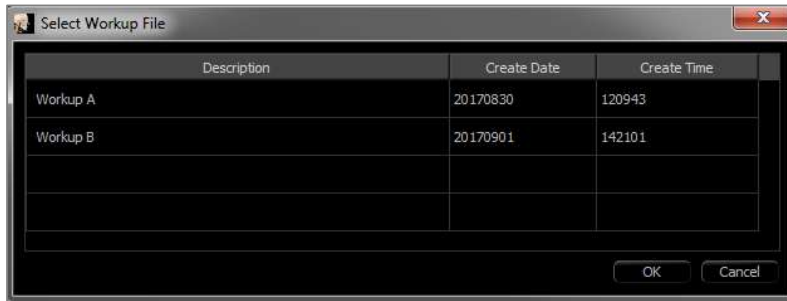 Select Workup File
Description Create Date Create Time
Workup A 20170830 120943
Workup B 20170901 142101
OK Cancel